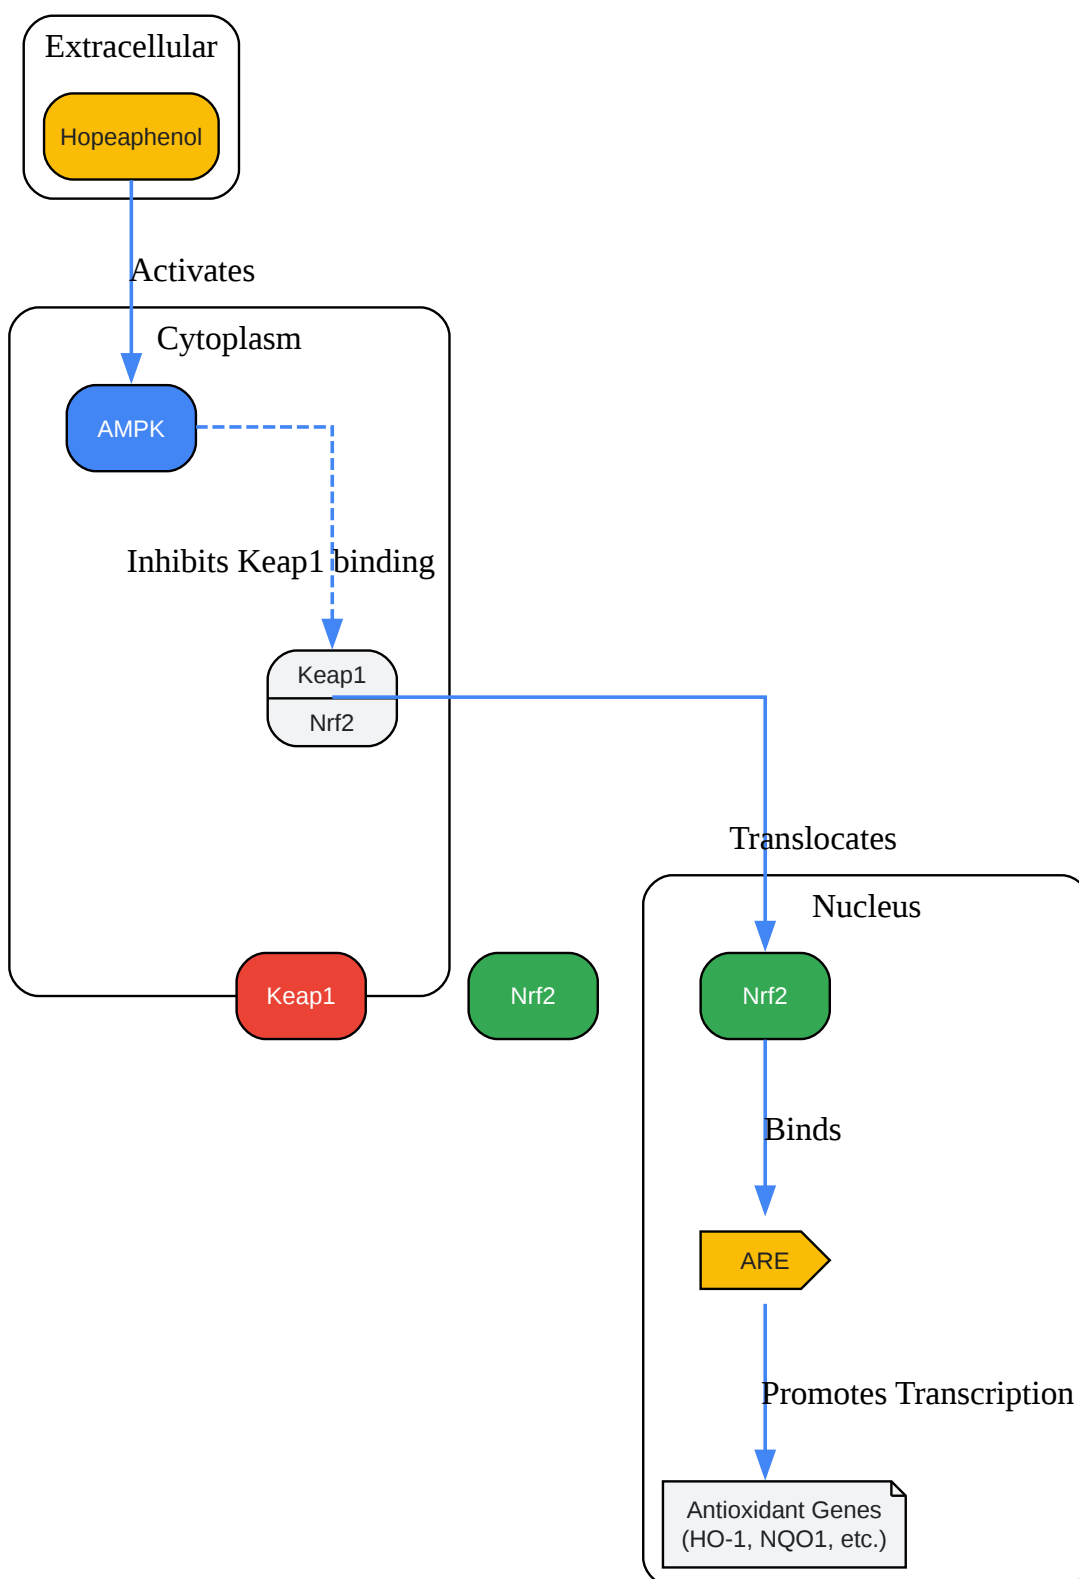 Extracellular
Hopeaphenol
Activates
Cytoplasm
AMPK
Inhibits Keap1 binding
Keap1
Nrf2
Translocates
Nucleus
Keap1
Nrf2
Nrf2
Binds
ARE
Promotes Transcription
Antioxidant Genes
(HO-1, NQO1, etc.)